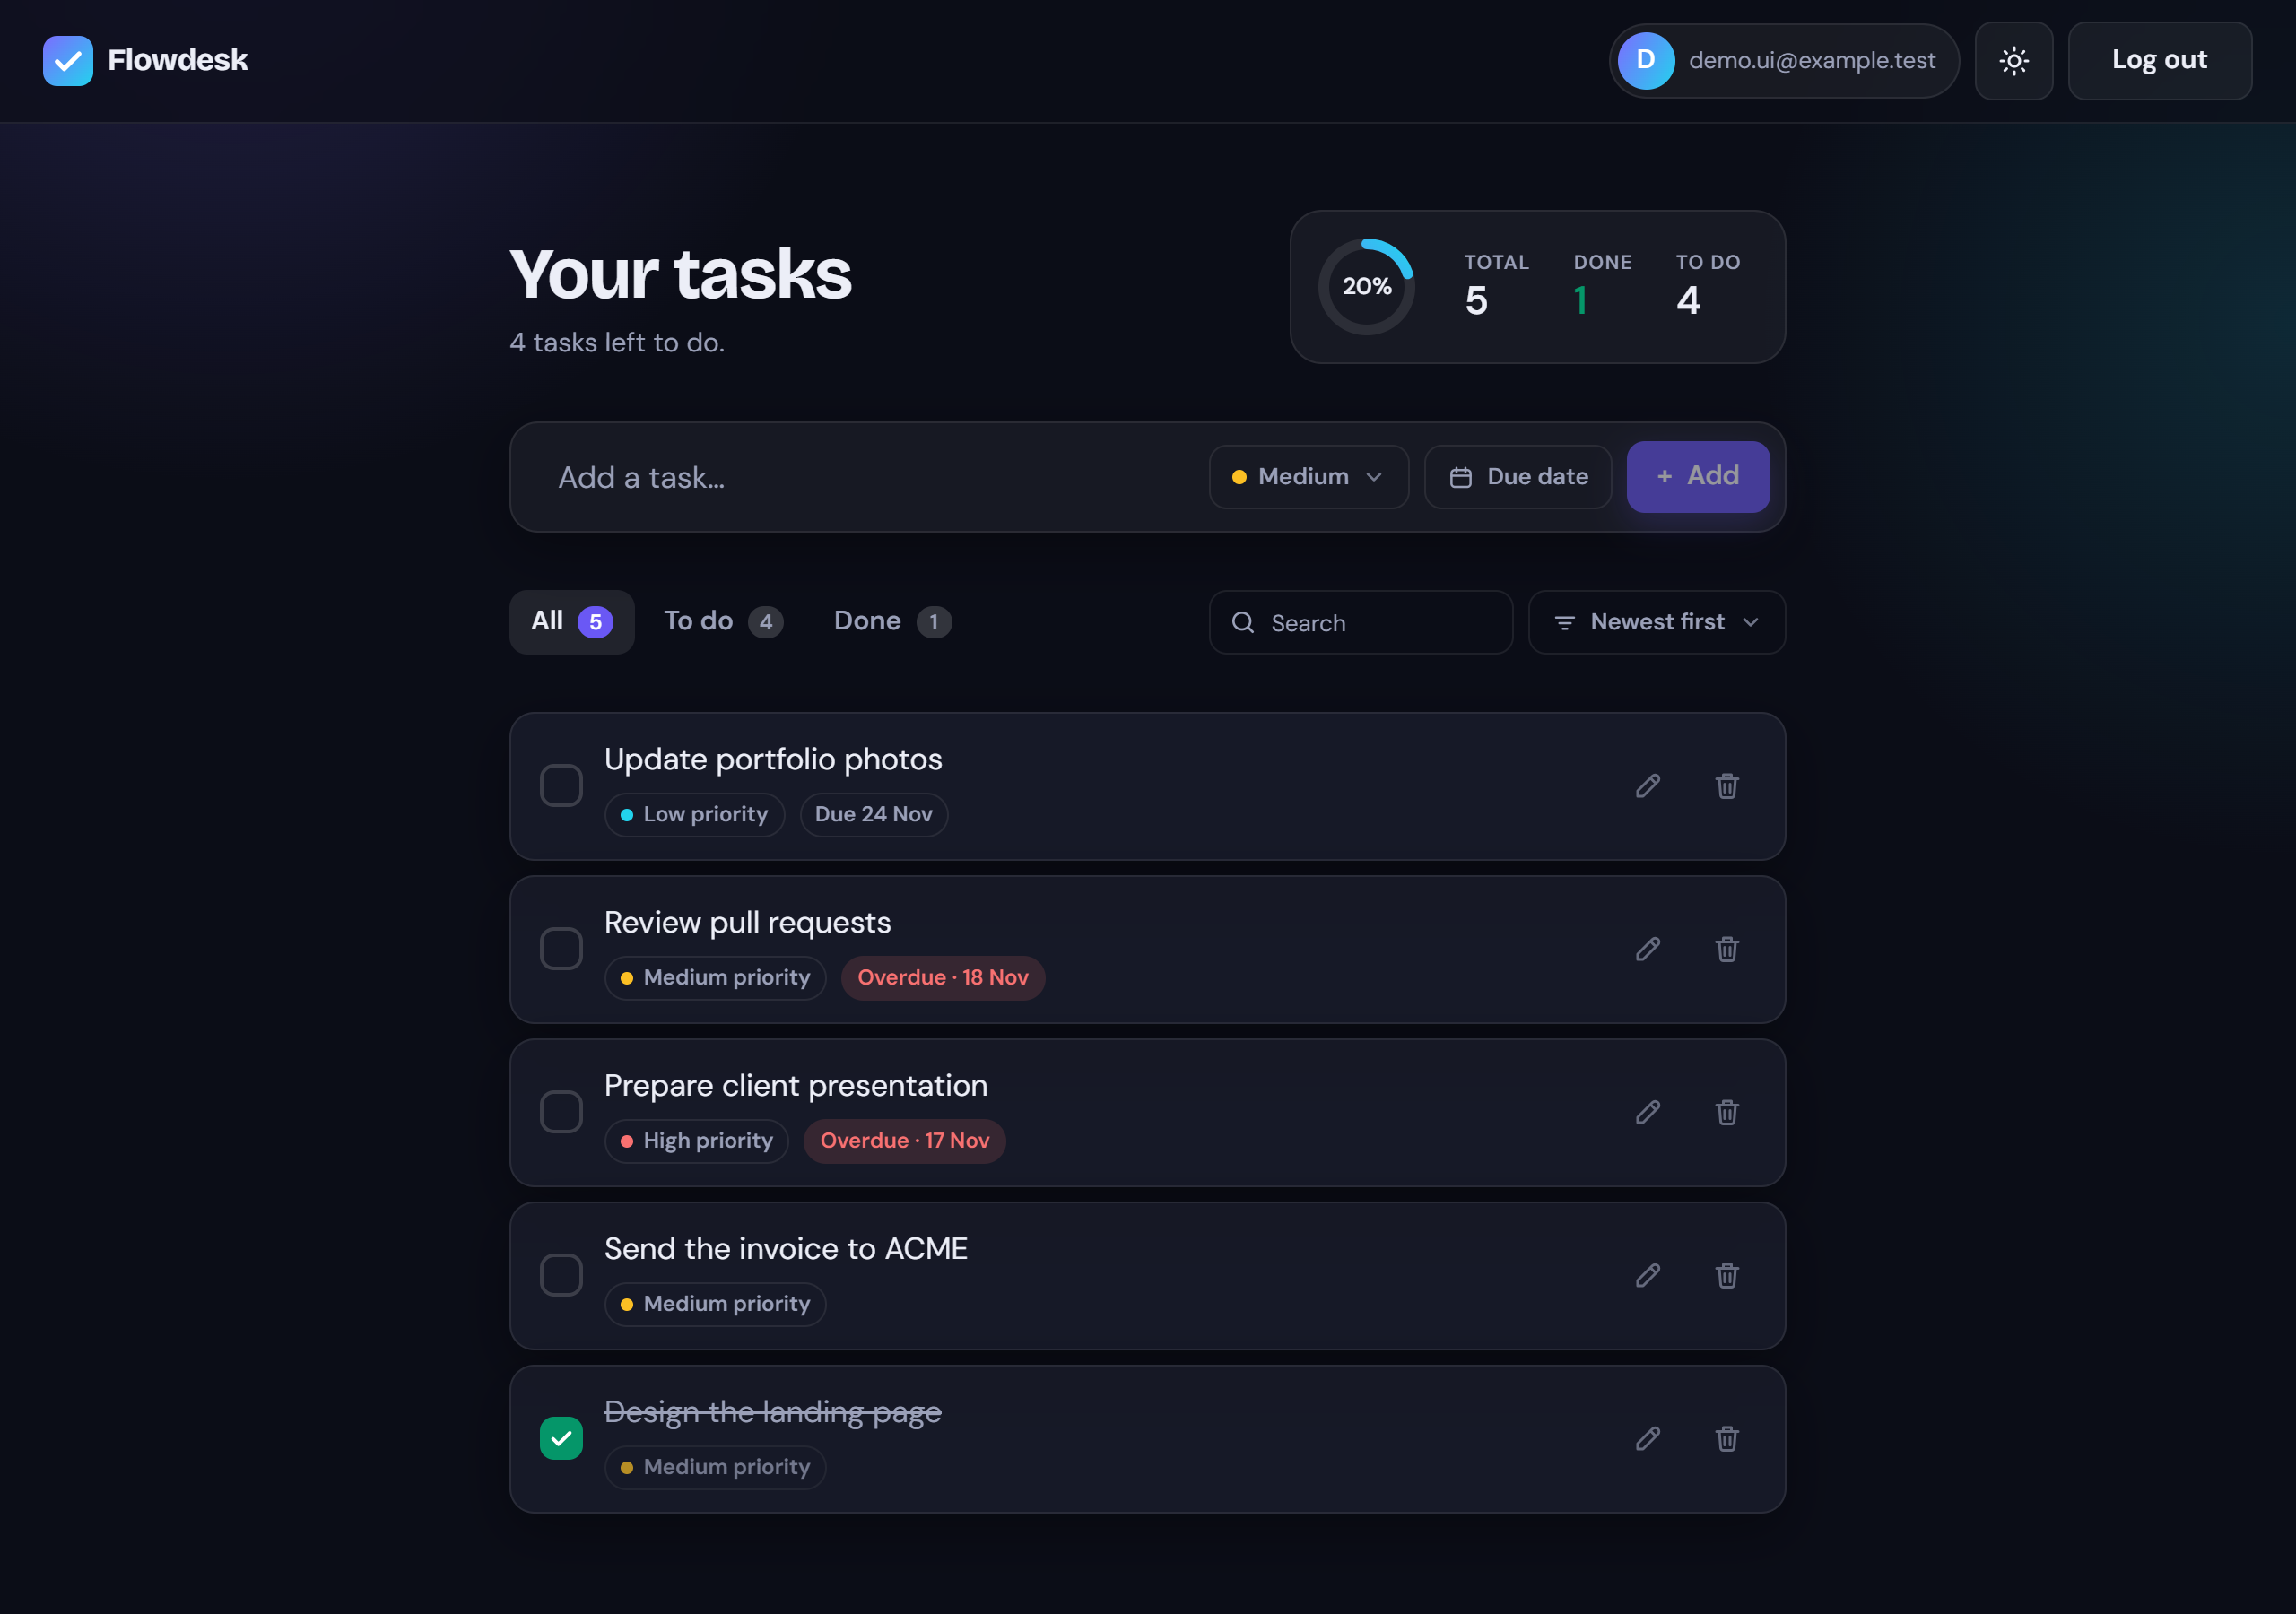 Flowdesk
D demo.ui@example.test
Log out
Your tasks
4 tasks left to do.
20%
TOTAL DONE TO DO
5 1 4
Add a task...
Medium
Due date
+ Add
All 5
To do 4
Done 1
Search
Newest first
Update portfolio photos
Low priority Due 24 Nov
Review pull requests
Medium priority Overdue · 18 Nov
Prepare client presentation
High priority Overdue · 17 Nov
Send the invoice to ACME
Medium priority
Design the landing page
Medium priority